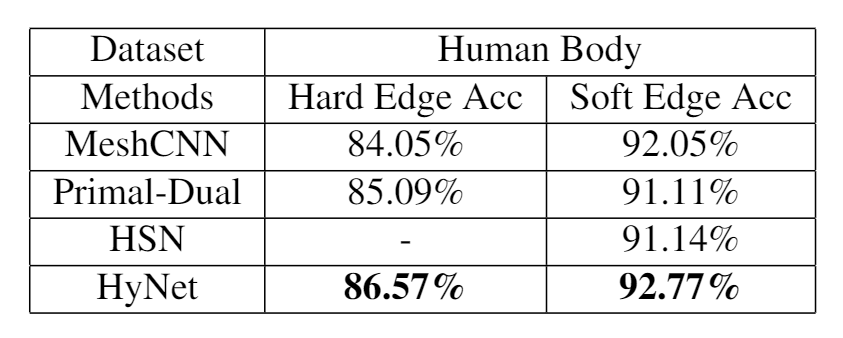 Dataset Human Body
Methods Hard Edge Acc Soft Edge Acc
MeshCNN 84.05% 92.05%
Primal-Dual 85.09% 91.11%
HSN - 91.14%
HyNet 86.57% 92.77%